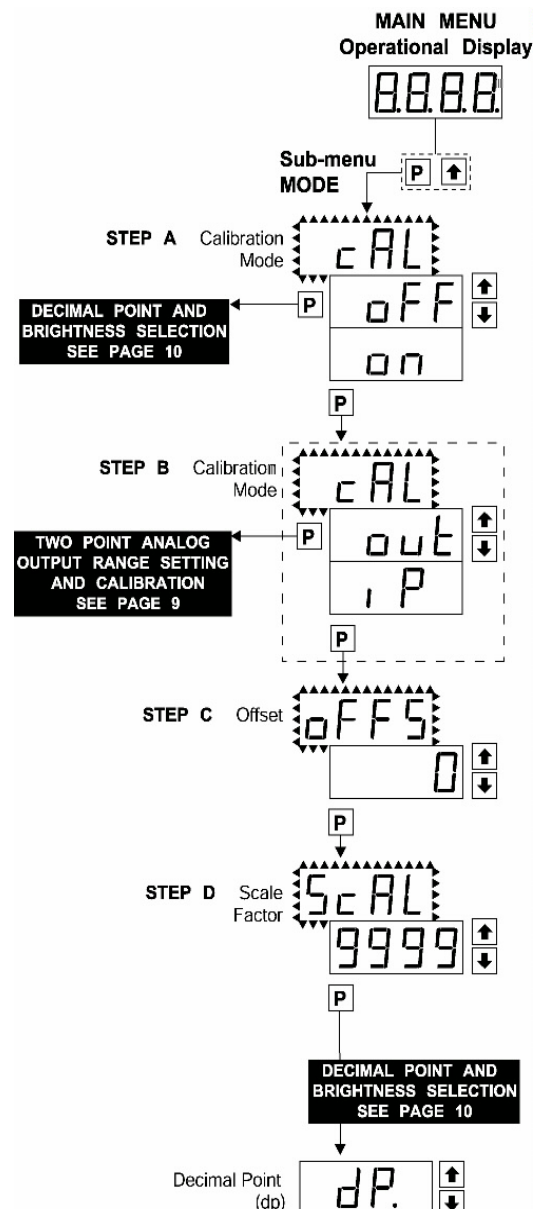 MAIN MENU
Operational Display
8.8.8.8.
Sub-menu
MODE
P
STEP A Calibration
Mode
cAL
P
oFF
on
DECIMAL POINT AND
BRIGHTNESS SELECTION
SEE PAGE 10
P
STEP B Calibration
Mode
cAL
P
out
iP
TWO POINT ANALOG
OUTPUT RANGE SETTING
AND CALIBRATION
SEE PAGE 9
P
STEP C Offset
oFFS
0
P
STEP D Scale
Factor
ScAL
9999
P
DECIMAL POINT AND
BRIGHTNESS SELECTION
SEE PAGE 10
Decimal Point
(dp)
dP.